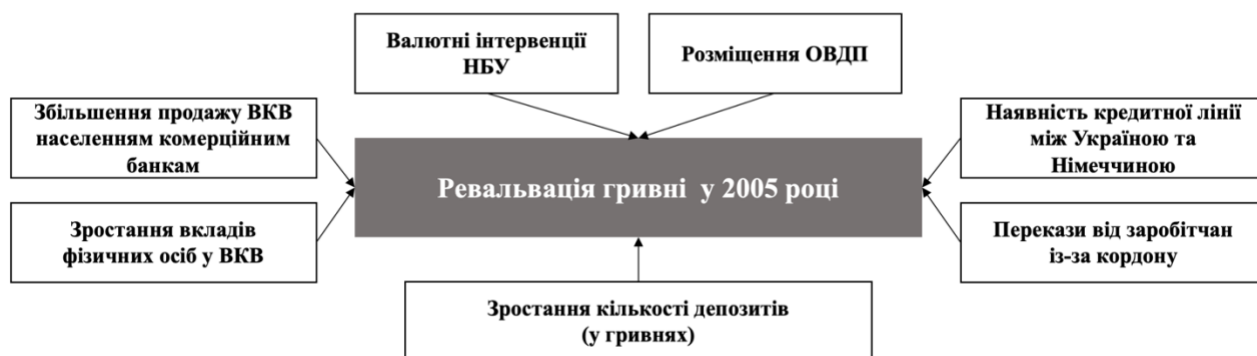 Валютні інтервенції
НБУ
Розміщення ОВДП
Збільшення продажу ВКВ
населенням комерційним
банкам
Наявність кредитної лінії
між Україною та
Німеччиною
Ревальвація гривні у 2005 році
Зростання вкладів
фізичних осіб у ВКВ
Перекази від заробітчан
із-за кордону
Зростання кількості депозитів
(у гривнях)